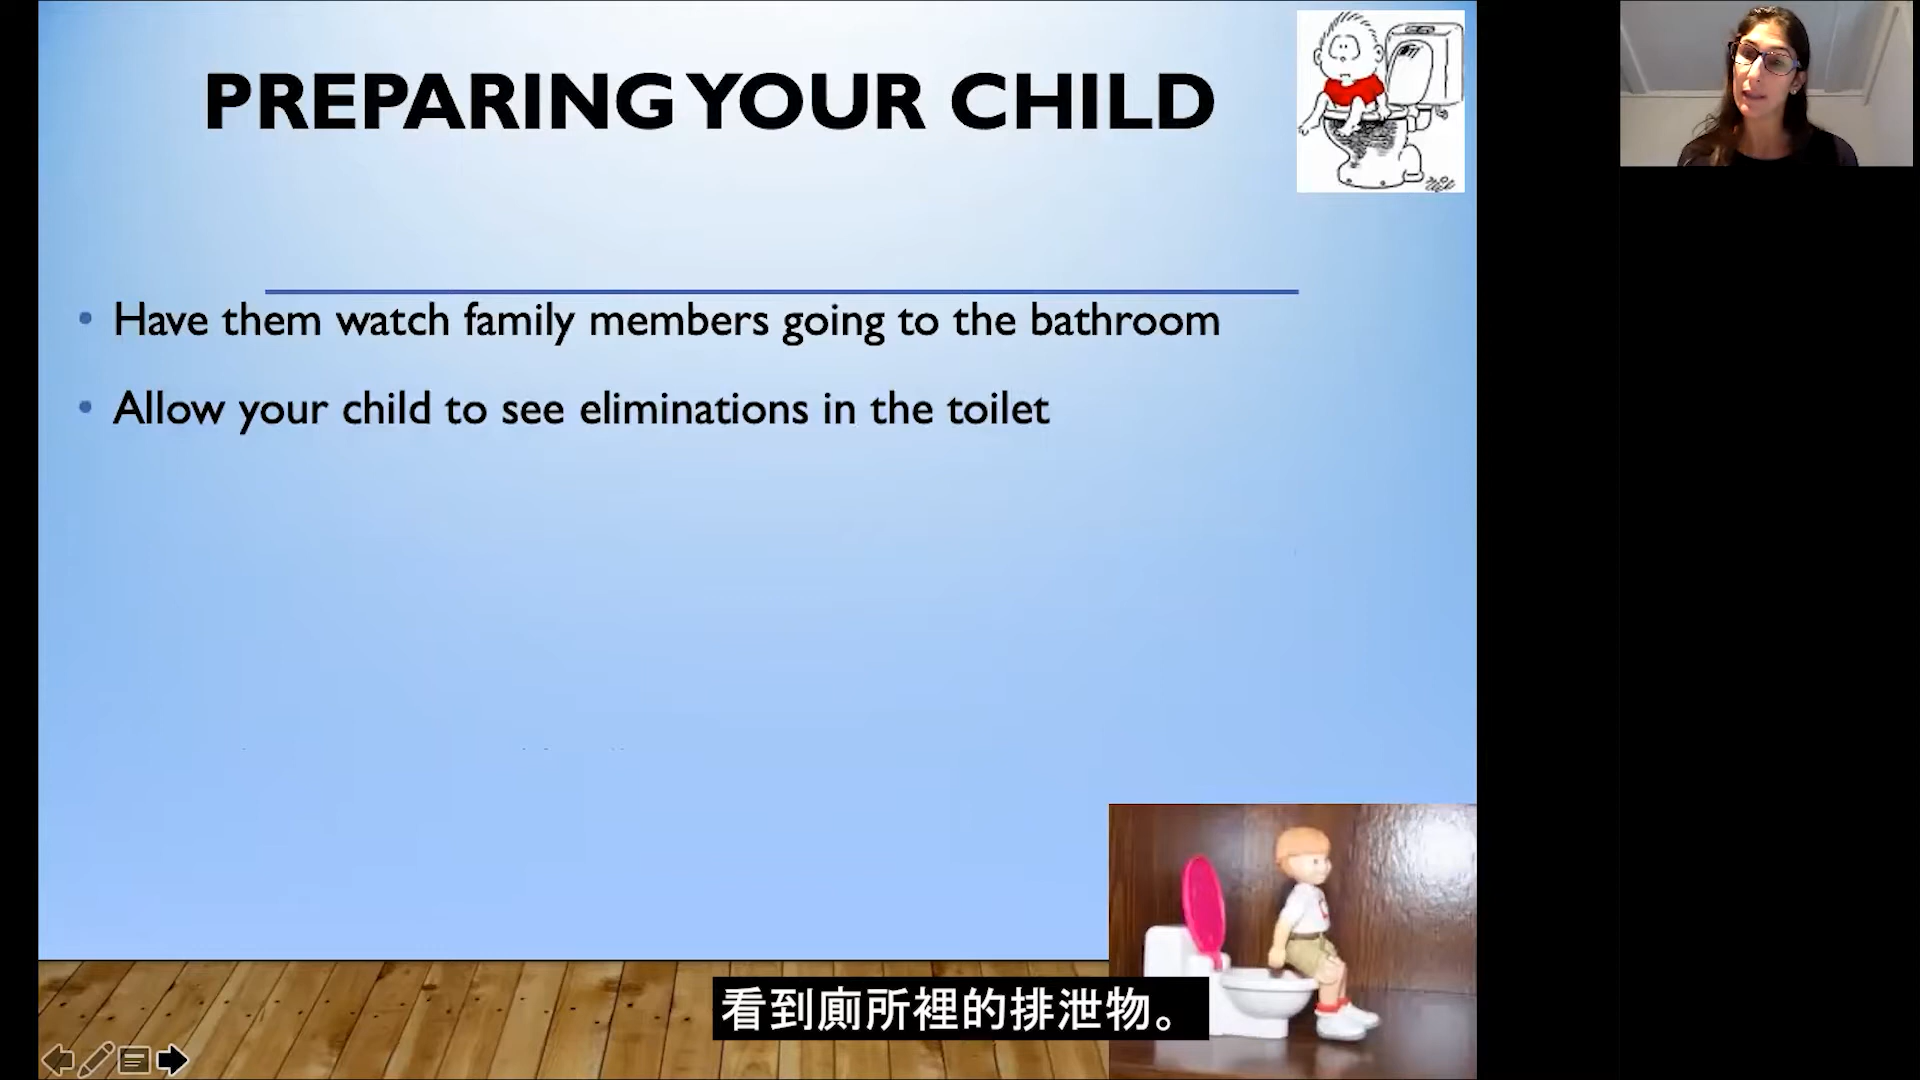 PREPARING YOUR CHILD
• Have them watch family members going to the bathroom
• Allow your child to see eliminations in the toilet
看到廁所裡的排泄物。